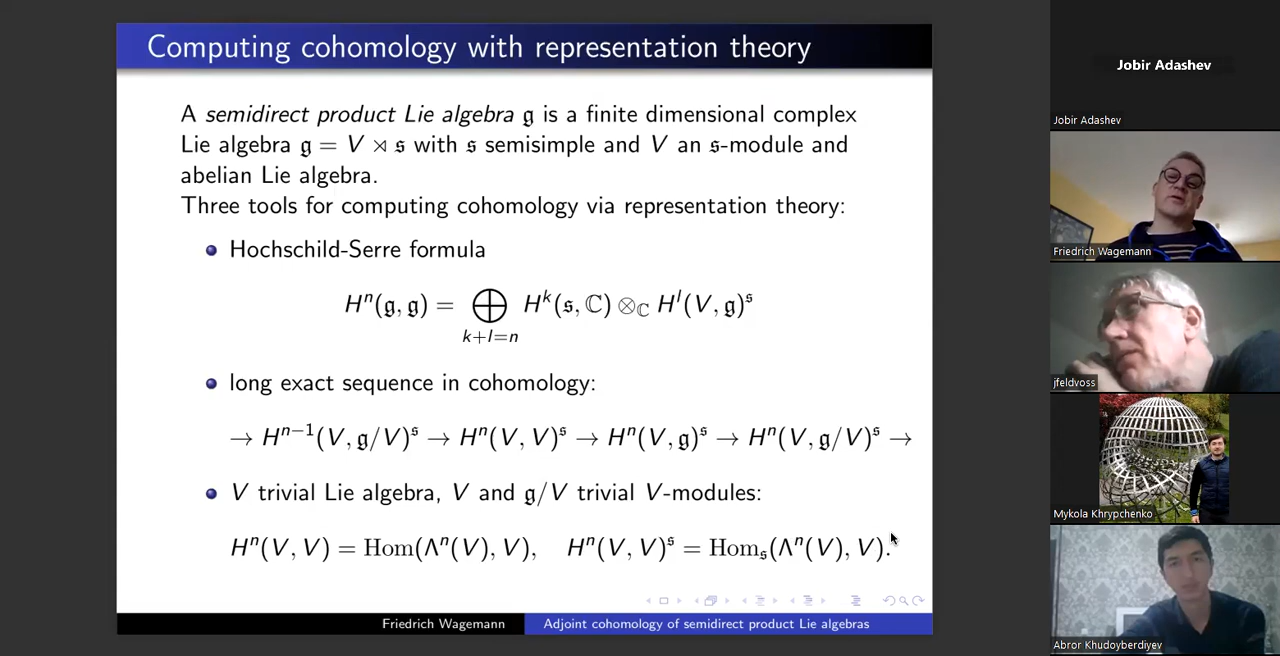 Computing cohomology with representation theory
A semidirect product Lie algebra 𝔤 is a finite dimensional complex
Lie algebra 𝔤 = V ⋊ 𝔰 with 𝔰 semisimple and V an 𝔰-module and
abelian Lie algebra.
Three tools for computing cohomology via representation theory:
Hochschild-Serre formula
Hⁿ(𝔤, 𝔤) = ⨁ Hᵏ(𝔰, ℂ) ⊗_ℂ Hˡ(V, 𝔤)^𝔰
k+l=n
long exact sequence in cohomology:
→ Hⁿ⁻¹(V, 𝔤/V)^𝔰 → Hⁿ(V, V)^𝔰 → Hⁿ(V, 𝔤)^𝔰 → Hⁿ(V, 𝔤/V)^𝔰 →
V trivial Lie algebra, V and 𝔤/V trivial V-modules:
Hⁿ(V, V) = Hom(Λⁿ(V), V), Hⁿ(V, V)^𝔰 = Hom_𝔰(Λⁿ(V), V).
Friedrich Wagemann
Adjoint cohomology of semidirect product Lie algebras
Jobir Adashev
Jobir Adashev
Friedrich Wagemann
jfeldvoss
Mykola Khrypchenko
Abror Khudoyberdiyev